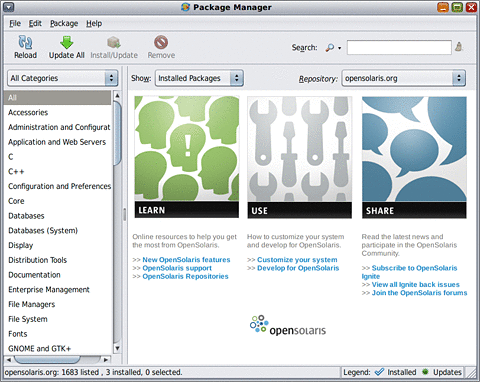 Package Manager
File Edit Package Help
Reload Update All Install/Update Remove Search:
All Categories Show: Installed Packages Repository: opensolaris.org
All
Accessories
Administration and Configurat
Application and Web Servers
C
C++
Configuration and Preferences
Core
Databases
Databases (System)
Display
Distribution Tools
Documentation
Enterprise Management
File Managers
File System
Fonts
GNOME and GTK+
LEARN
Online resources to help you get
the most from OpenSolaris.
>> New OpenSolaris features
>> OpenSolaris support
>> OpenSolaris Repositories
USE
How to customize your system
and develop for OpenSolaris.
>> Customize your system
>> Develop for OpenSolaris
SHARE
Read the latest news and
participate in the OpenSolaris
Community.
>> Subscribe to OpenSolaris
Ignite
>> View all Ignite back issues
>> Join the OpenSolaris forums
opensolaris
opensolaris.org: 1683 listed , 3 installed, 0 selected. Legend: Installed Updates